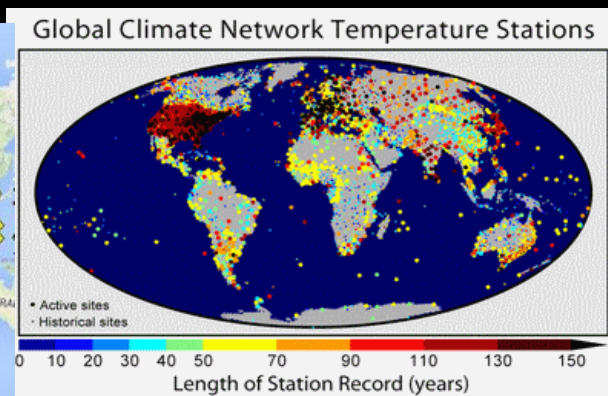 Global Climate Network Temperature Stations
• Active sites
· Historical sites
0 10 20 30 40 50 70 90 110 130 150
Length of Station Record (years)